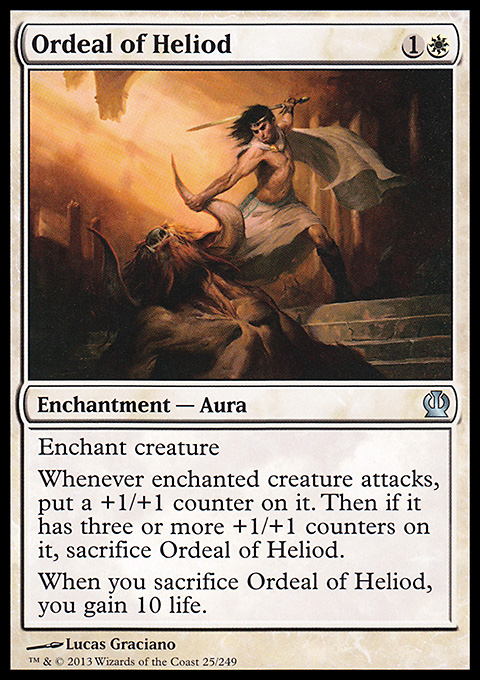 Ordeal of Heliod 1
Enchantment — Aura
Enchant creature
Whenever enchanted creature attacks,
put a +1/+1 counter on it. Then if it
has three or more +1/+1 counters on
it, sacrifice Ordeal of Heliod.
When you sacrifice Ordeal of Heliod,
you gain 10 life.
Lucas Graciano
™ & © 2013 Wizards of the Coast 25/249